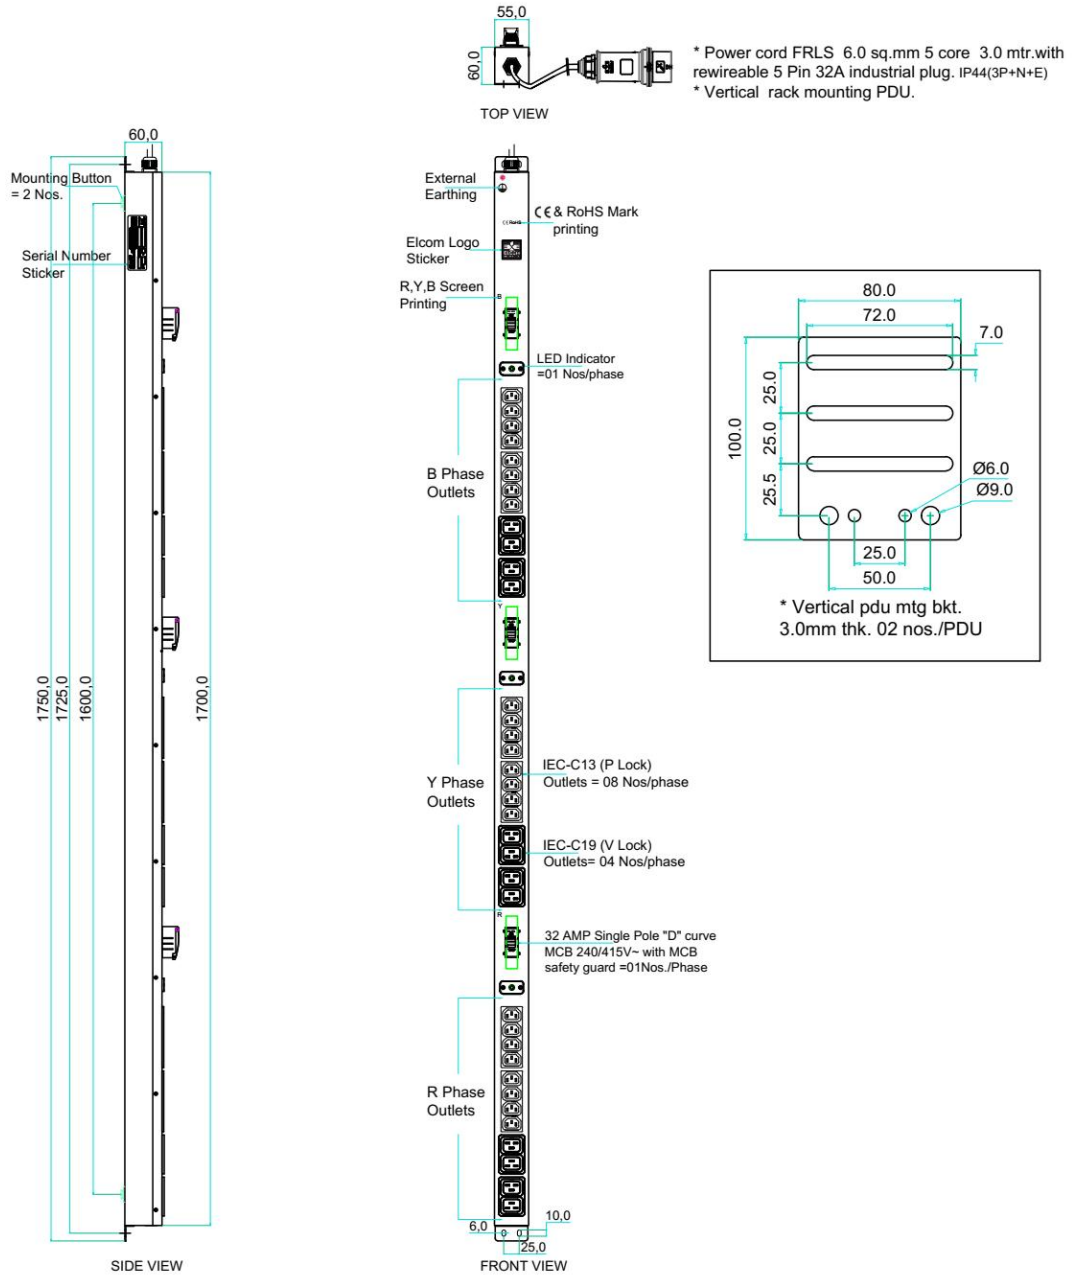 55,0
60,0
TOP VIEW
* Power cord FRLS 6.0 sq.mm 5 core 3.0 mtr.with
rewireable 5 Pin 32A industrial plug. IP44(3P+N+E)
* Vertical rack mounting PDU.
60,0
Mounting Button
= 2 Nos.
Serial Number
Sticker
1750,0
1725,0
1600,0
1700,0
SIDE VIEW
External
Earthing
CE & RoHS Mark
printing
CE RoHS
Elcom Logo
Sticker
R,Y,B Screen
Printing
B
LED Indicator
=01 Nos/phase
B Phase
Outlets
Y
Y Phase
Outlets
IEC-C13 (P Lock)
Outlets = 08 Nos/phase
IEC-C19 (V Lock)
Outlets= 04 Nos/phase
R
32 AMP Single Pole "D" curve
MCB 240/415V~ with MCB
safety guard =01Nos./Phase
R Phase
Outlets
6,0
10,0
25,0
FRONT VIEW
80.0
72.0
7.0
100.0
25.0
25.0
25.5
Ø6.0
Ø9.0
25.0
50.0
* Vertical pdu mtg bkt.
3.0mm thk. 02 nos./PDU